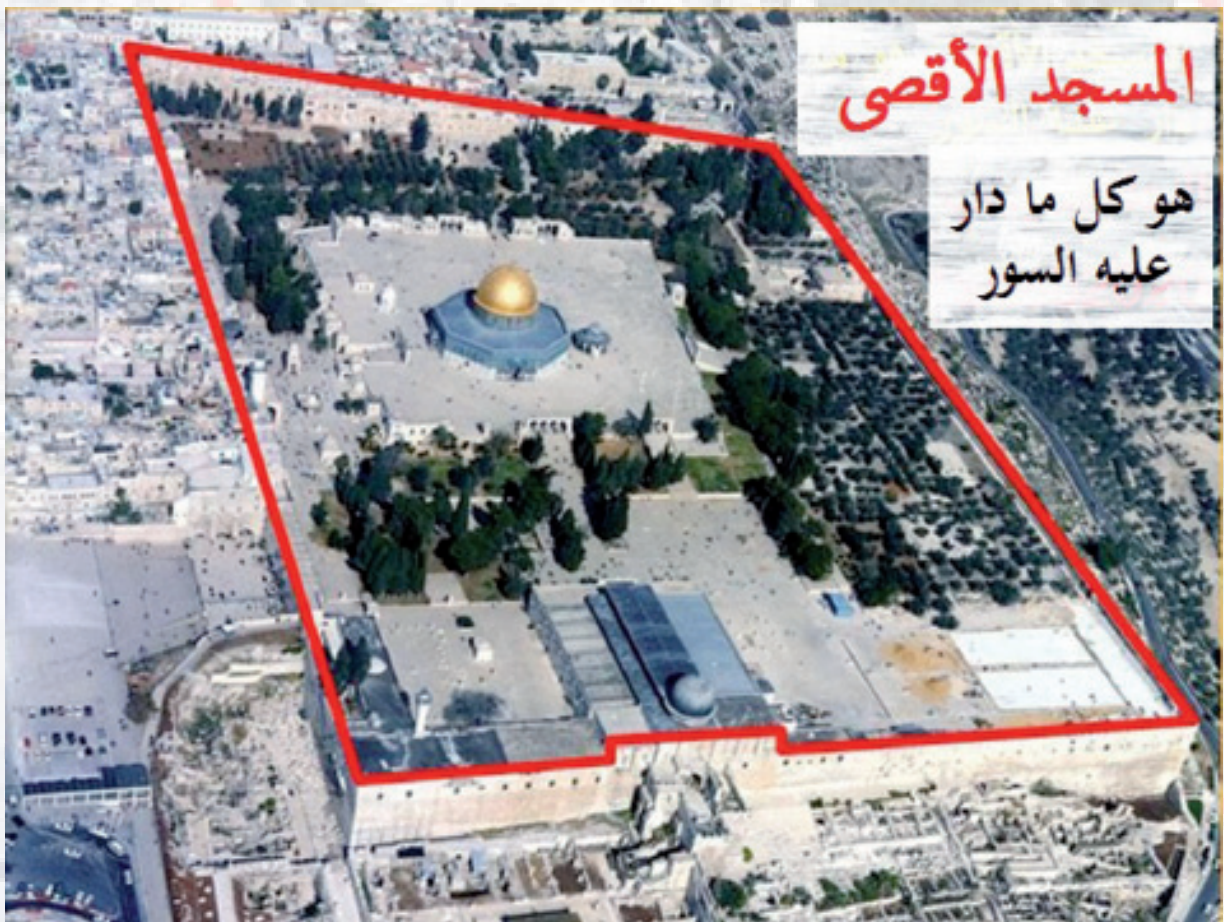 المسجد الأقصى
هو كل ما دار
عليه السور